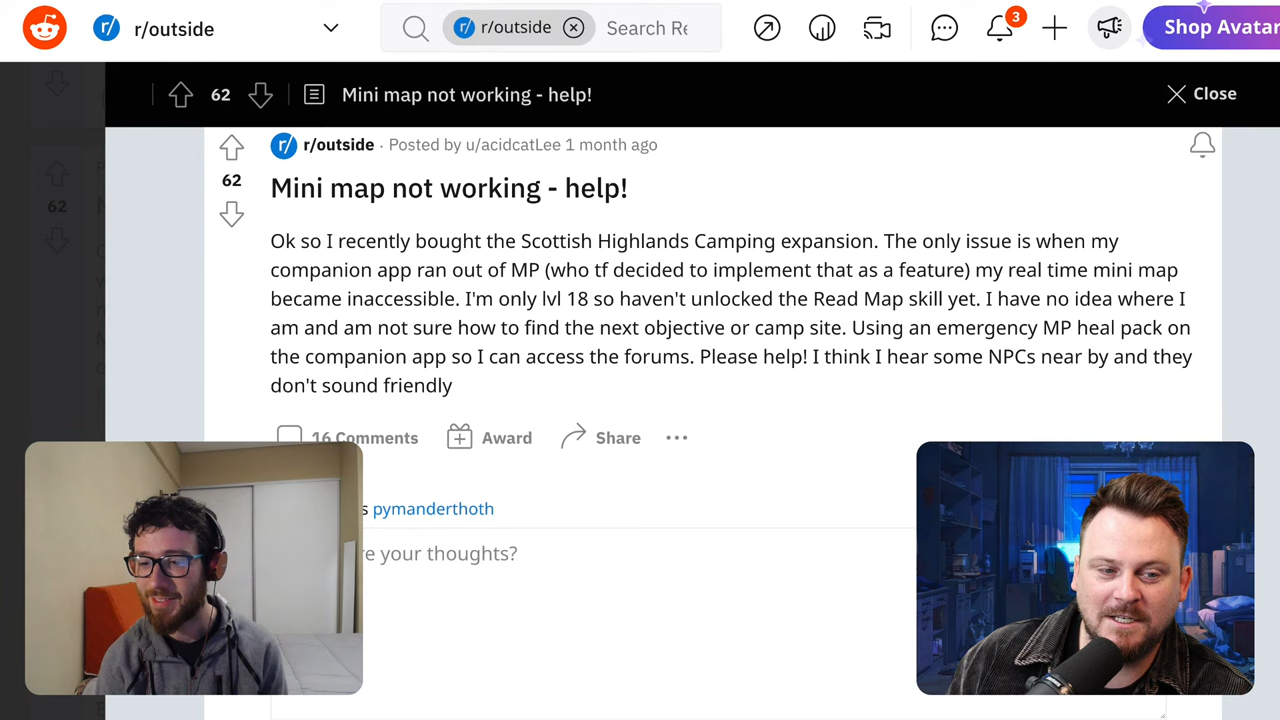 r/outside
r/outside
Search Re
3
Shop Avatar
62
Mini map not working - help!
Close
r/outside · Posted by u/acidcatLee 1 month ago
62
Mini map not working - help!
62
Ok so I recently bought the Scottish Highlands Camping expansion. The only issue is when my
companion app ran out of MP (who tf decided to implement that as a feature) my real time mini map
became inaccessible. I'm only lvl 18 so haven't unlocked the Read Map skill yet. I have no idea where I
am and am not sure how to find the next objective or camp site. Using an emergency MP heal pack on
the companion app so I can access the forums. Please help! I think I hear some NPCs near by and they
don't sound friendly
16 Comments
Award
Share
s pymanderthoth
re your thoughts?